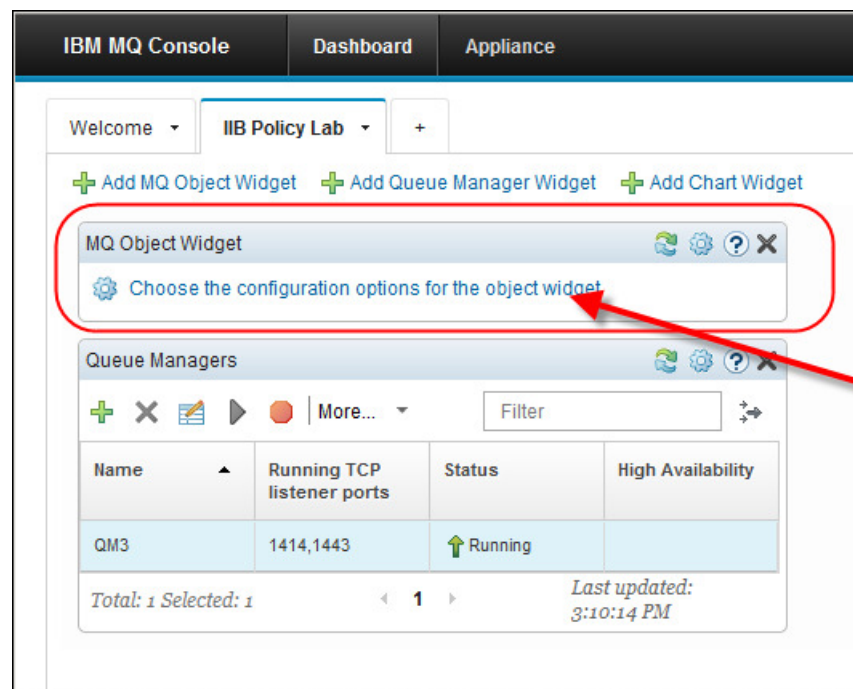 IBM MQ Console Dashboard Appliance
Welcome IIB Policy Lab +
Add MQ Object Widget Add Queue Manager Widget Add Chart Widget
MQ Object Widget ?
Choose the configuration options for the object widget
Queue Managers ?
More... Filter
Name Running TCP Status High Availability
listener ports
QM3 1414,1443 Running
Total: 1 Selected: 1 1 Last updated:
3:10:14 PM